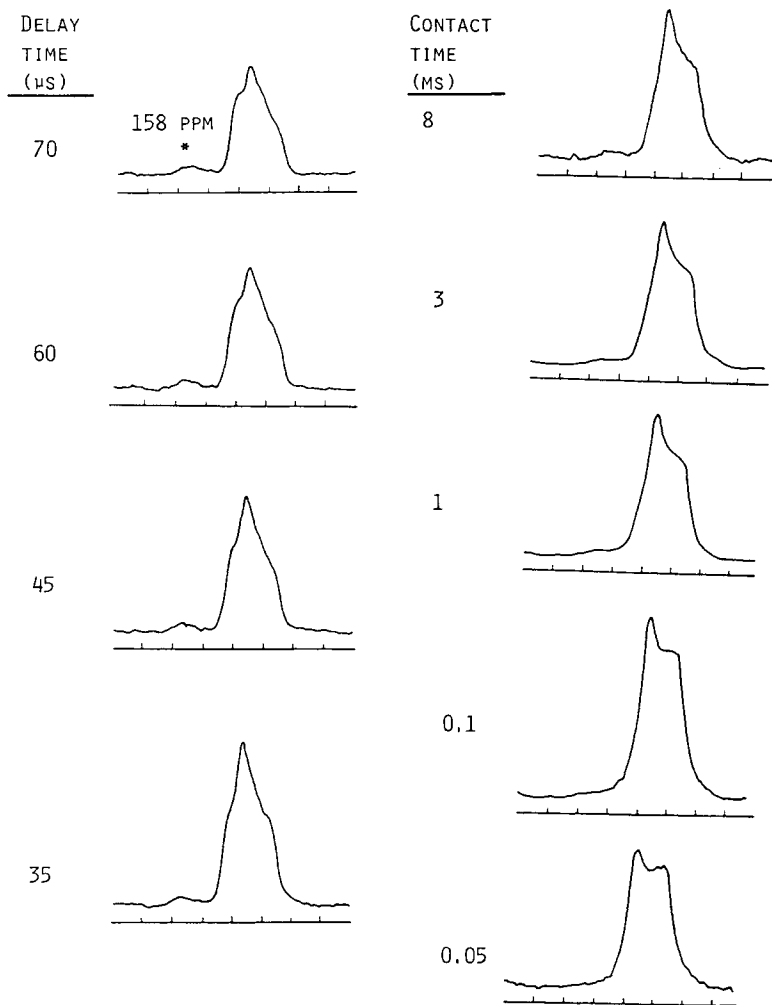 DELAY
TIME
(µS)
158 PPM
*
70
60
45
35
CONTACT
TIME
(MS)
8
3
1
0.1
0.05